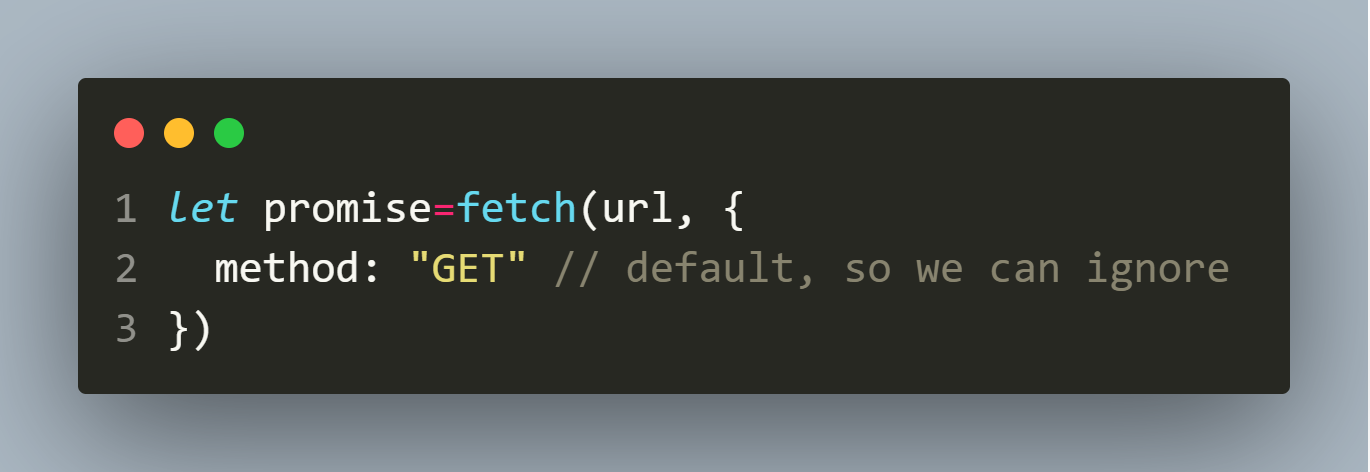 1 let promise=fetch(url, {
2   method: "GET" // default, so we can ignore
3 })